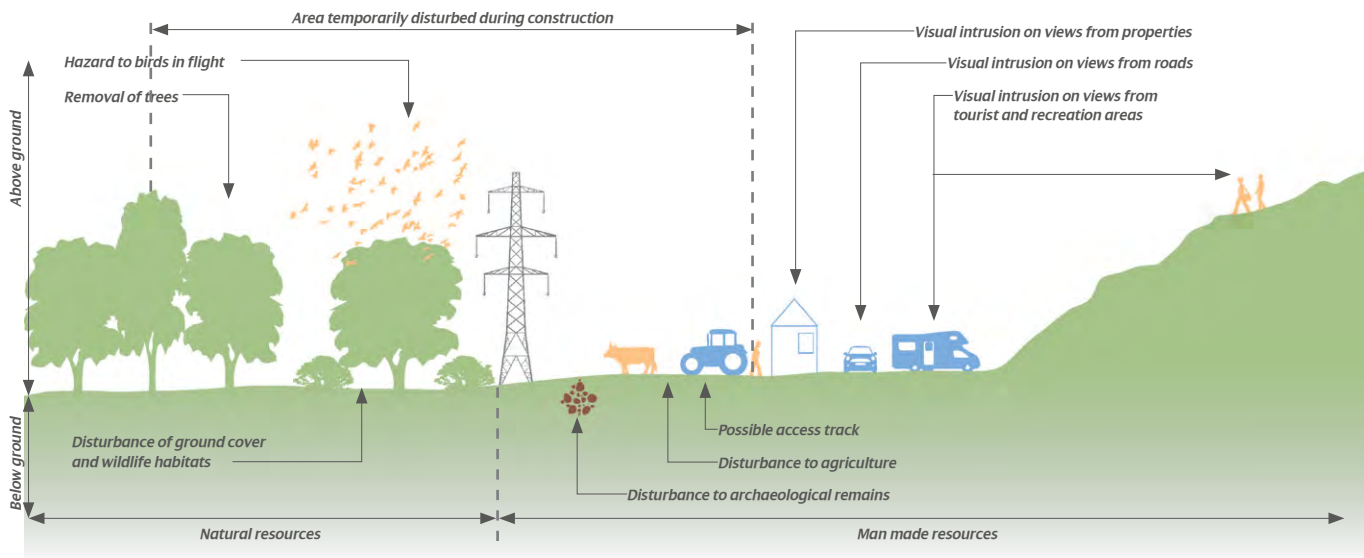 Area temporarily disturbed during construction
Visual intrusion on views from properties
Hazard to birds in flight
Visual intrusion on views from roads
Removal of trees
Visual intrusion on views from
tourist and recreation areas
Above ground
Possible access track
Disturbance of ground cover
and wildlife habitats
Disturbance to agriculture
Below ground
Disturbance to archaeological remains
Natural resources
Man made resources